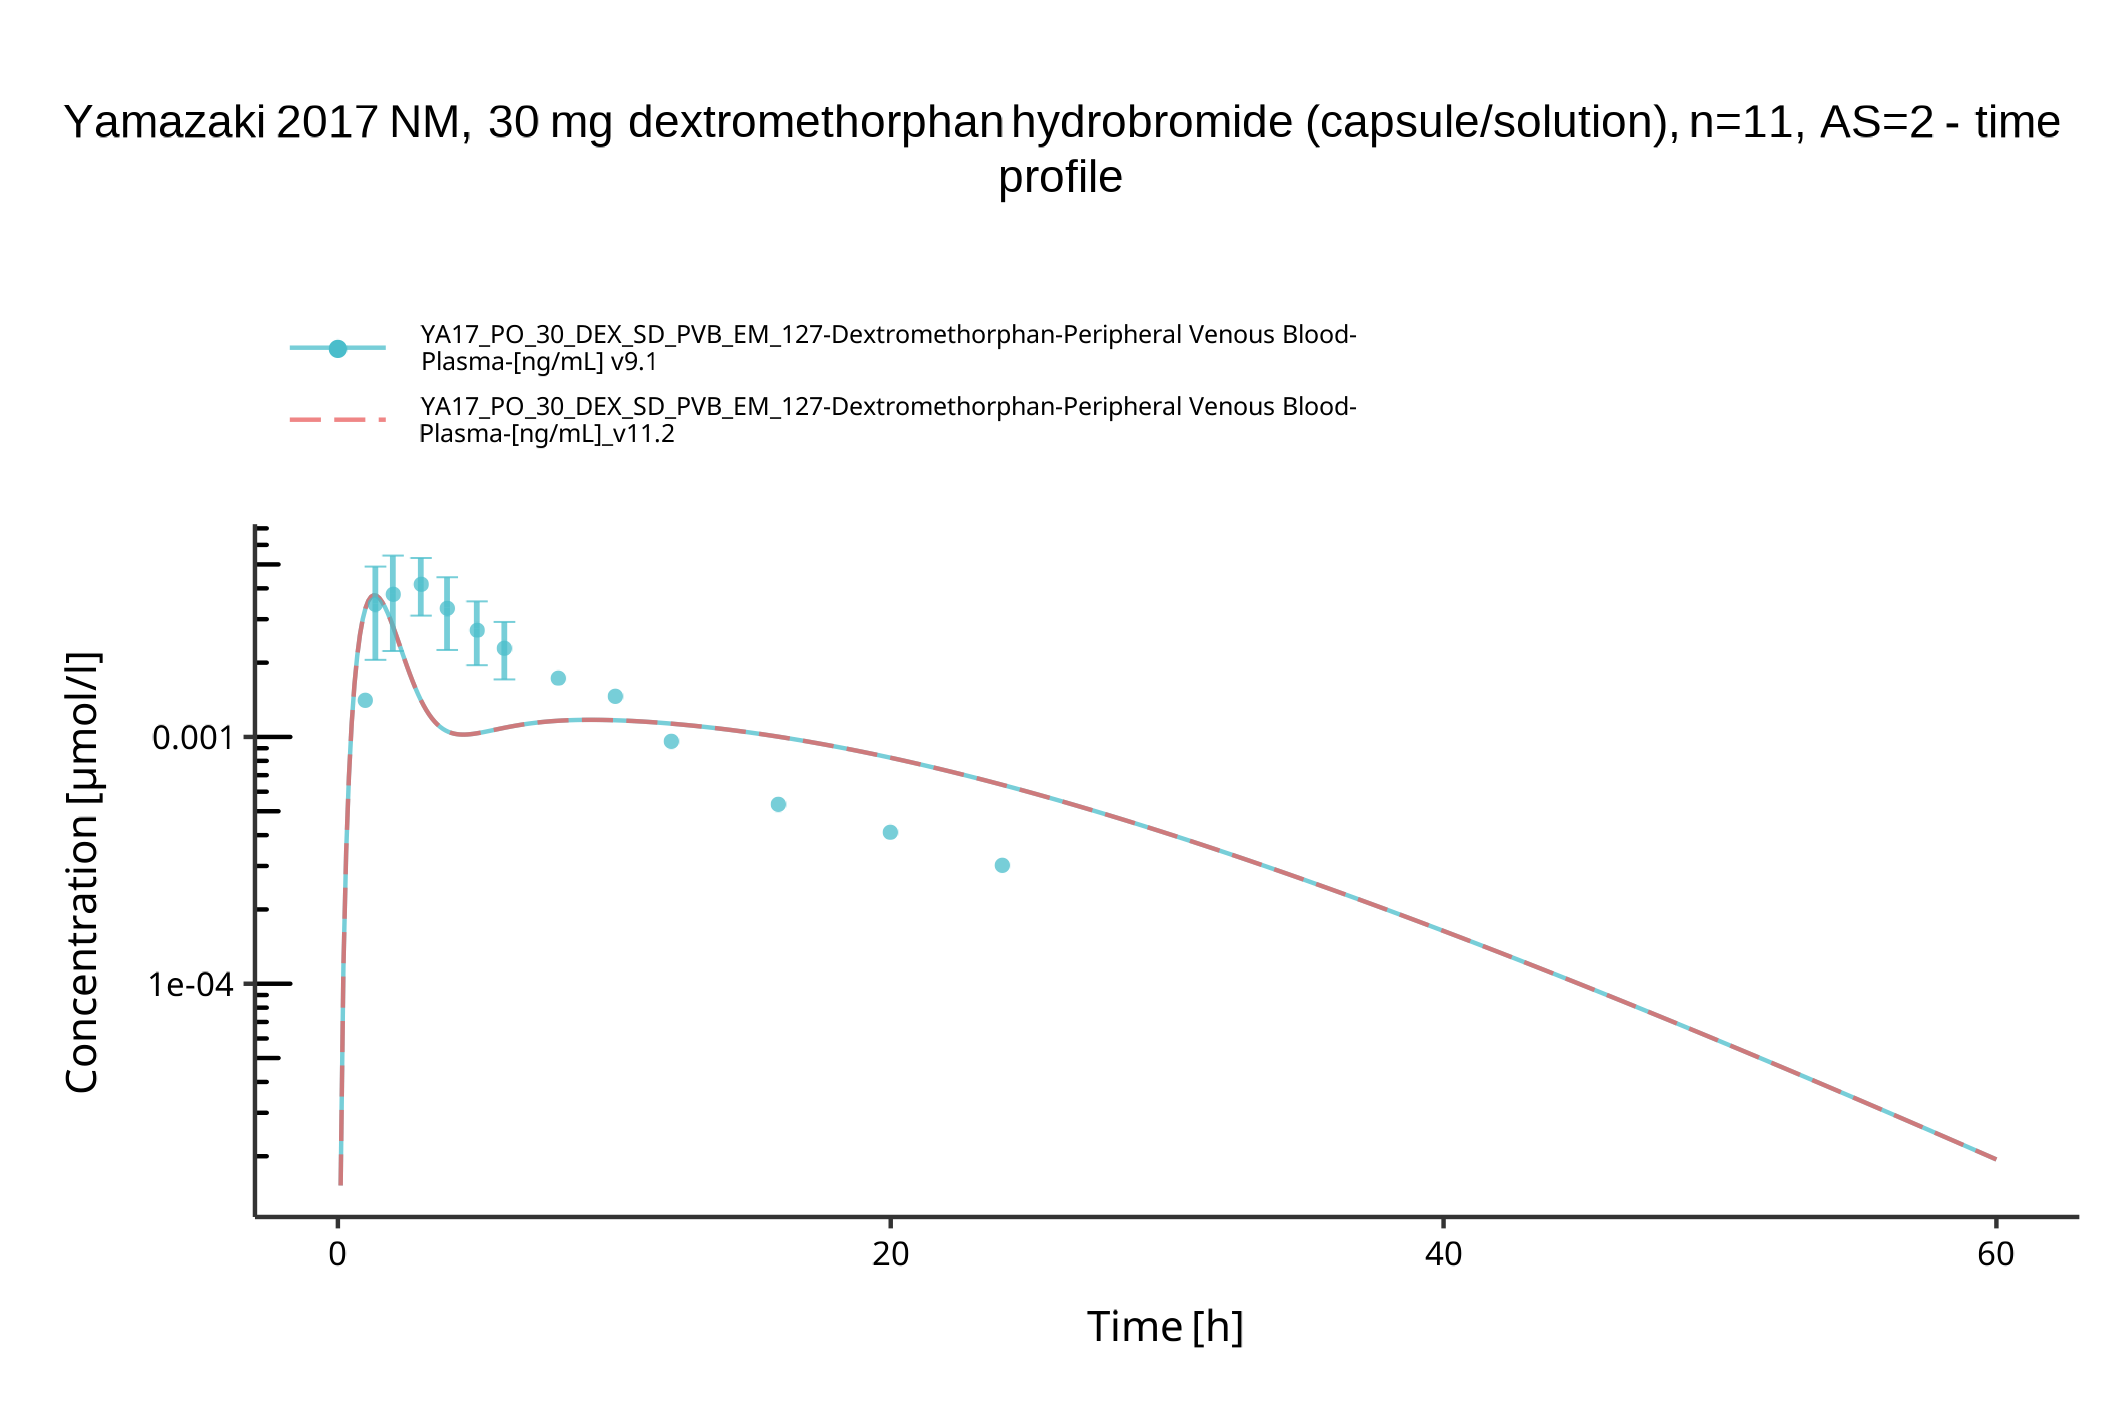 Yamazaki 2017 NM, 30 mg dextromethorphan hydrobromide (capsule/solution), n=11, AS=2 - time
profile
YA17_PO_30_DEX_SD_PVB_EM_127-Dextromethorphan-Peripheral Venous Blood-
Plasma-[ng/mL] v9.1
YA17_PO_30_DEX_SD_PVB_EM_127-Dextromethorphan-Peripheral Venous Blood-
Plasma-[ng/mL]_v11.2
Concentration [µmol/l]
0.001
1e-04
0
20
40
60
Time [h]